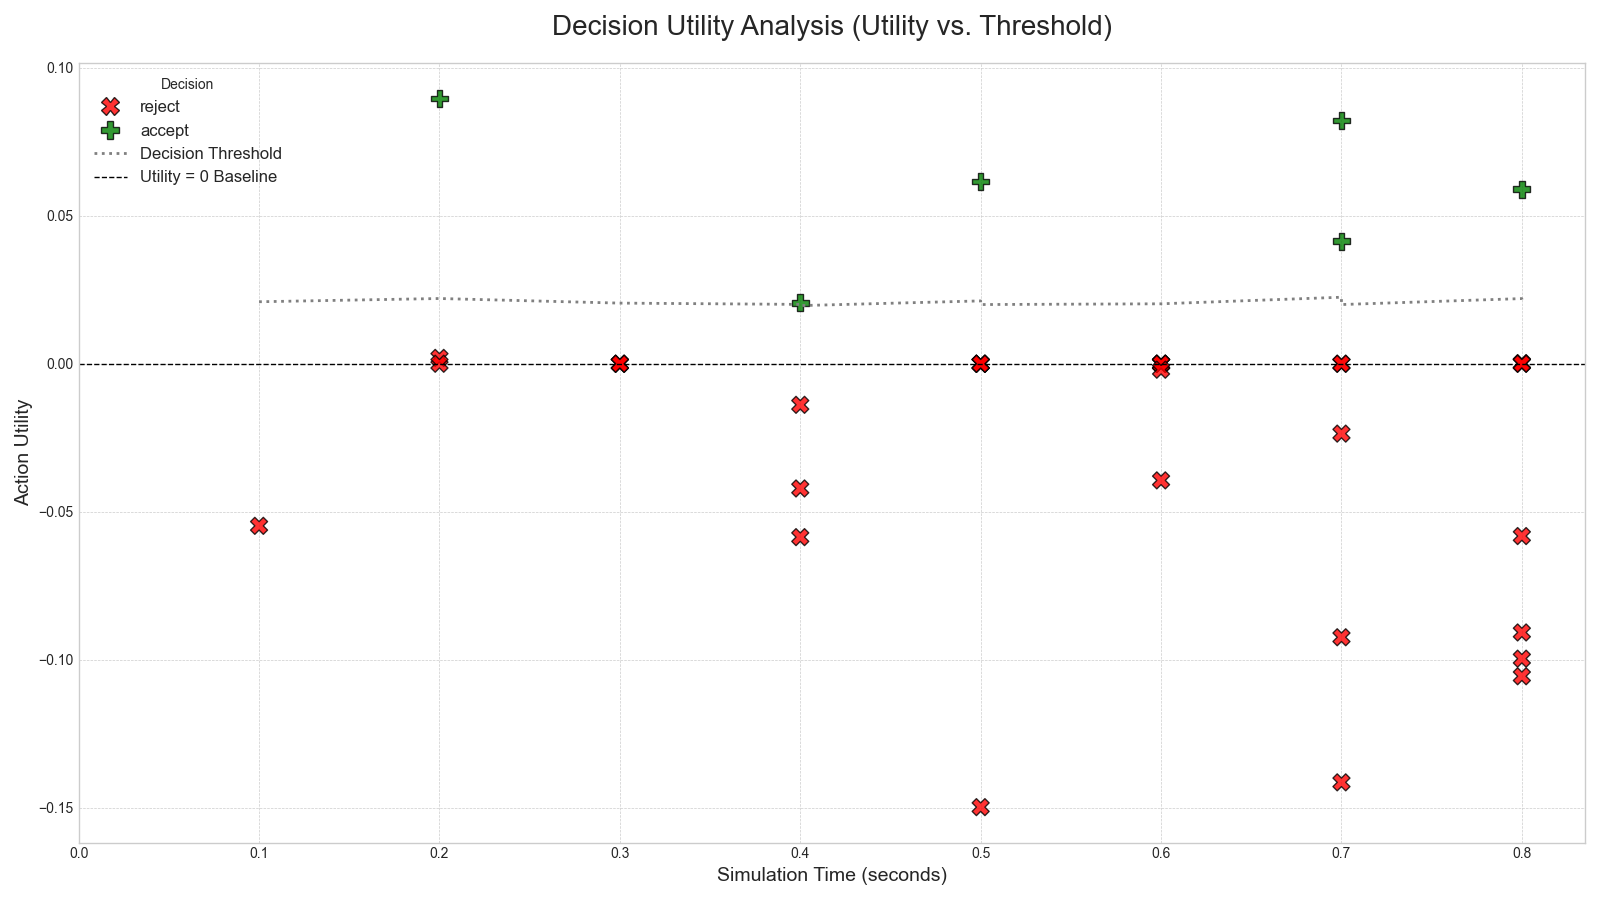 Decision Utility Analysis (Utility vs. Threshold)
Decision
reject
accept
Decision Threshold
Utility = 0 Baseline
Action Utility
0.10
0.05
0.00
−0.05
−0.10
−0.15
0.0 0.1 0.2 0.3 0.4 0.5 0.6 0.7 0.8
Simulation Time (seconds)